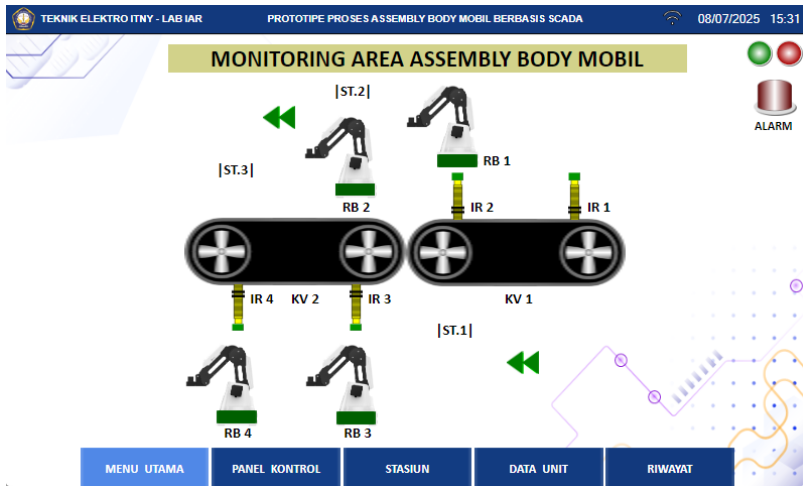 TEKNIK ELEKTRO ITNY - LAB IAR
PROTOTIPE PROSES ASSEMBLY BODY MOBIL BERBASIS SCADA
08/07/2025 15:31
MONITORING AREA ASSEMBLY BODY MOBIL
ALARM
|ST.2|
RB 1
|ST.3|
RB 2
IR 2
IR 1
IR 4
KV 2
IR 3
KV 1
|ST.1|
RB 4
RB 3
MENU UTAMA
PANEL KONTROL
STASIUN
DATA UNIT
RIWAYAT